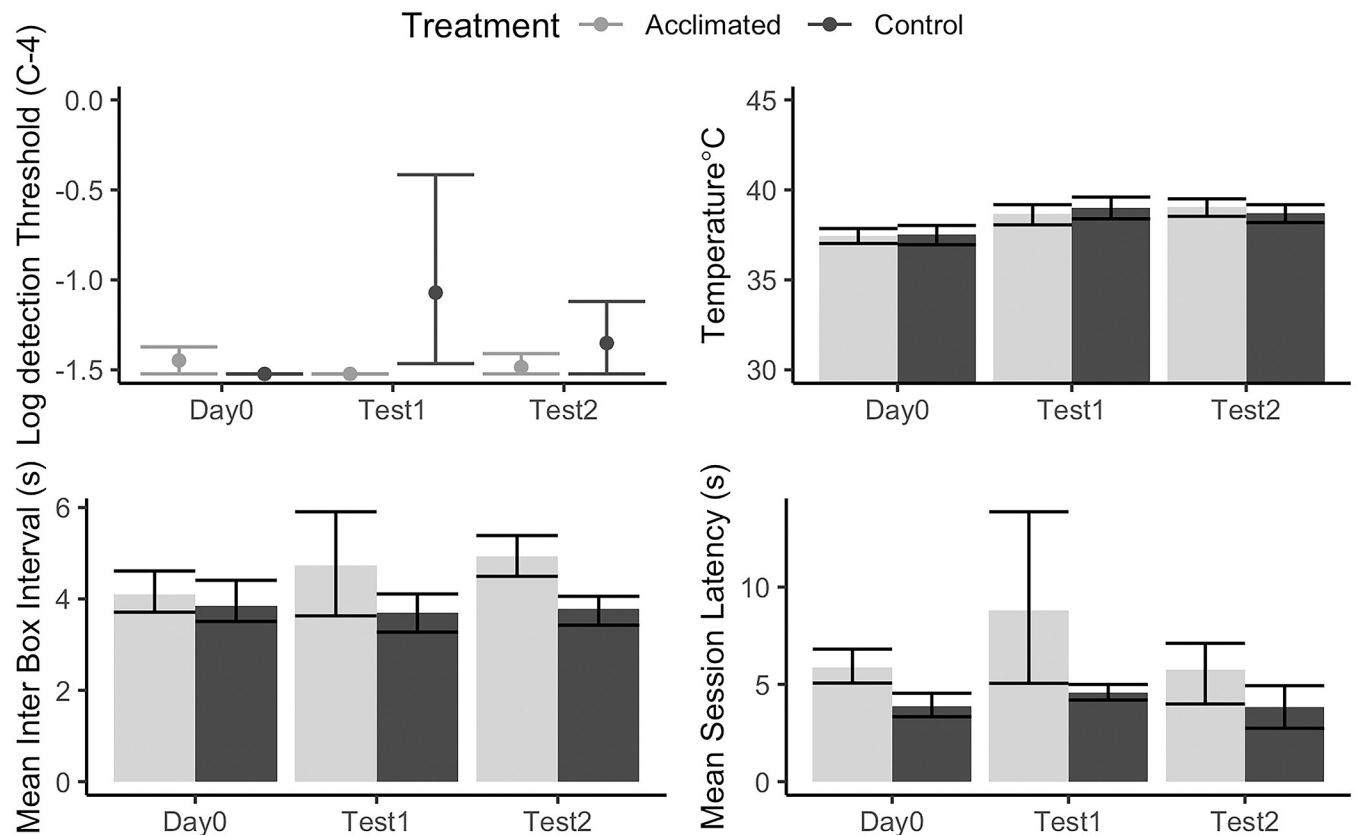 Treatment Acclimated Control
Log detection Threshold (C-4)
0.0
-0.5
-1.0
-1.5
Day0 Test1 Test2
Temperature°C
45
40
35
30
Day0 Test1 Test2
Mean Inter Box Interval (s)
6
4
2
0
Day0 Test1 Test2
Mean Session Latency (s)
10
5
0
Day0 Test1 Test2